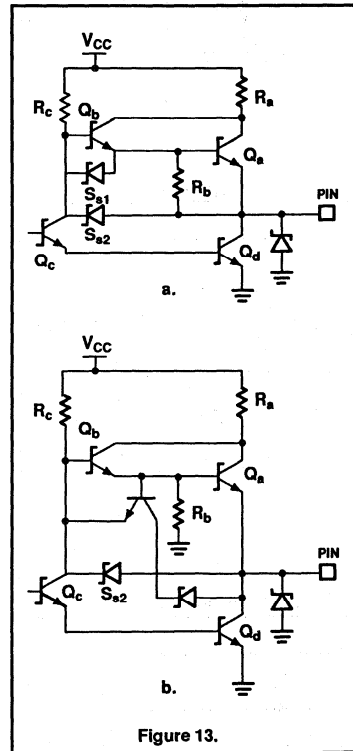 VCC
Rc
Qb
Ra
Qa
Ss1
Rb
Ss2
PIN
Qc
Qd
a.
VCC
Rc
Qb
Ra
Qa
Rb
PIN
Qc
Ss2
Qd
b.
Figure 13.